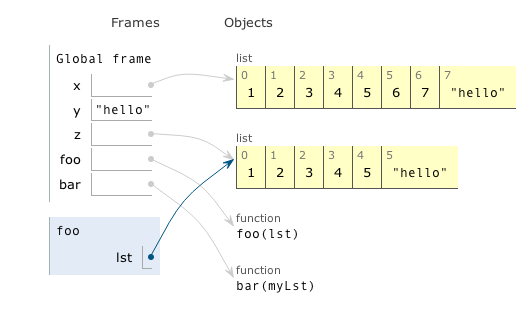 Frames Objects
Global frame
x
y "hello"
z
foo
bar
foo
lst
list
0 1 2 3 4 5 6 7
1 2 3 4 5 6 7 "hello"
list
0 1 2 3 4 5
1 2 3 4 5 "hello"
function
foo(lst)
function
bar(myLst)